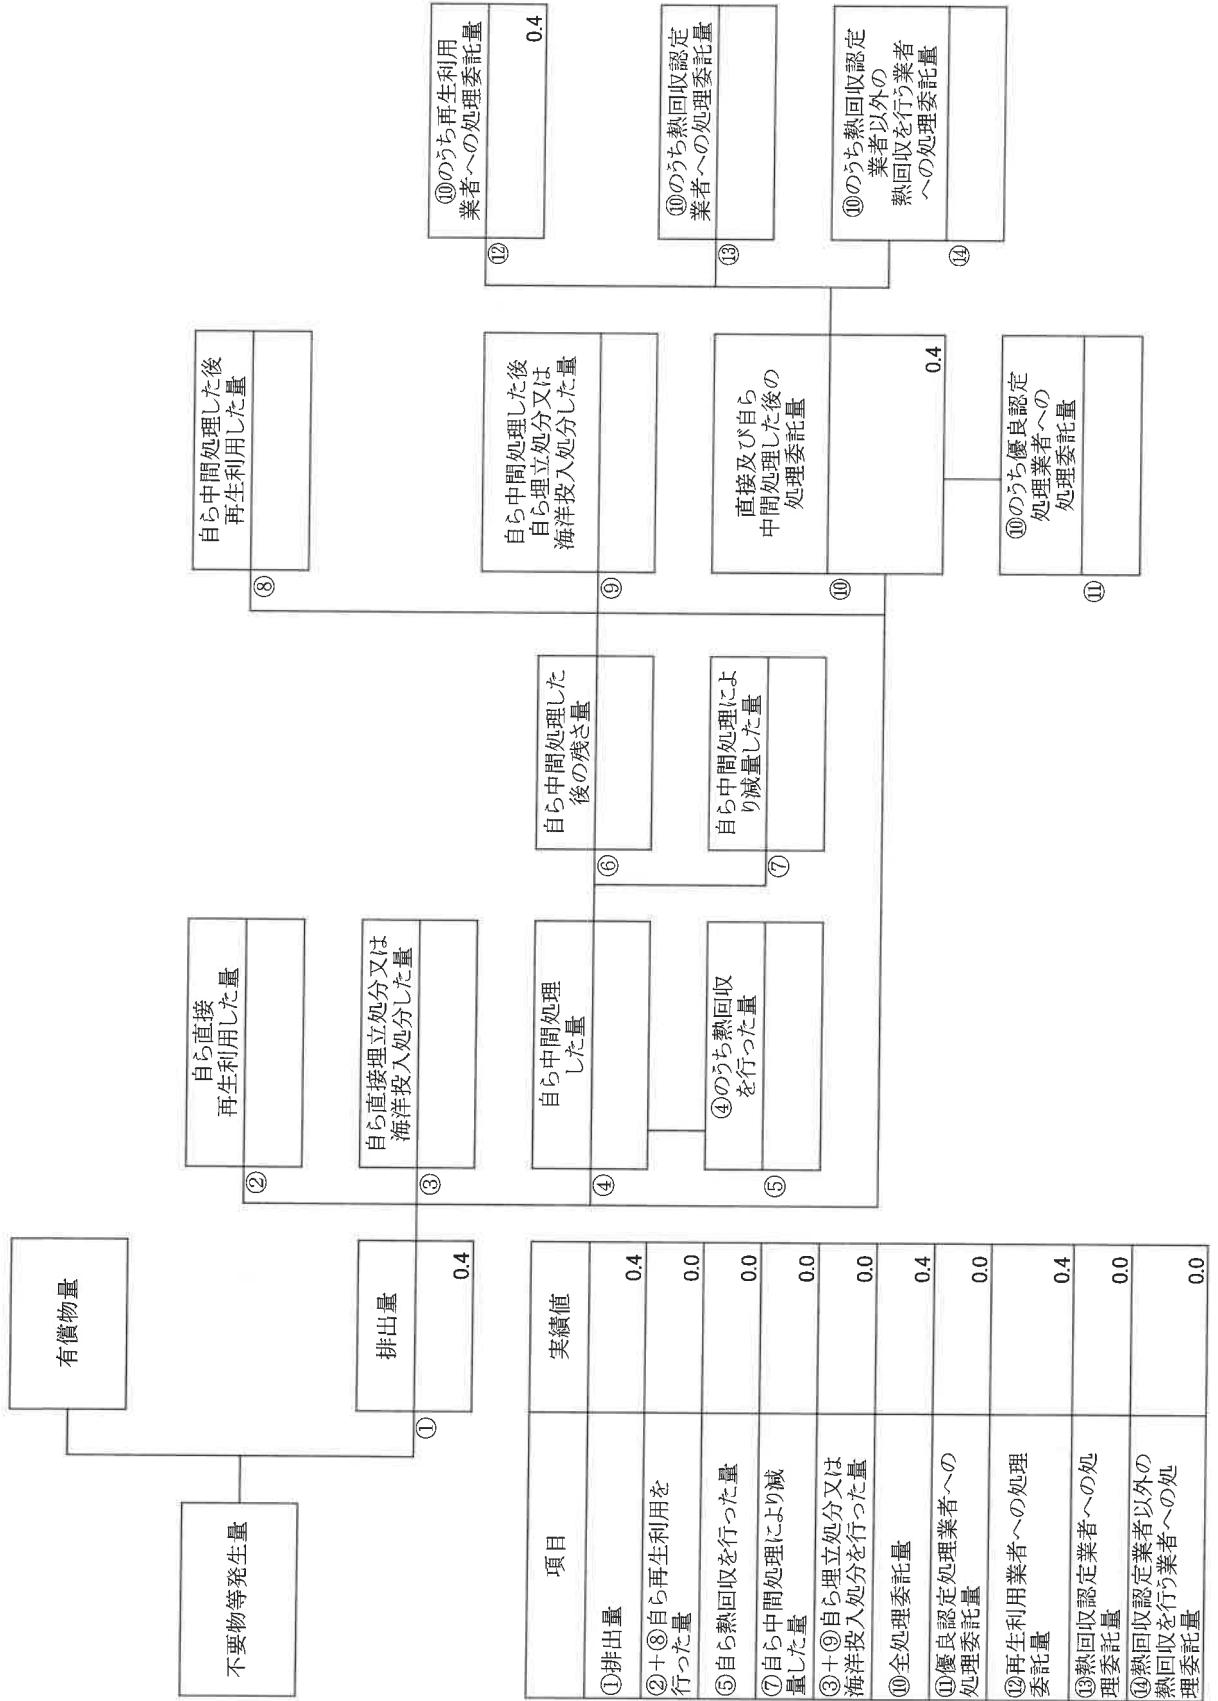 不要物等発生量
有償物量
①
排出量
0.4
②
自ら直接
再生利用した量
③
自ら直接埋立処分又は
海洋投入処分した量
④
自ら中間処理
した量
⑤
④のうち熱回収
を行った量
⑥
自ら中間処理した
後の残さ量
⑦
自ら中間処理によ
り減量した量
⑧
自ら中間処理した後
再生利用した量
⑨
自ら中間処理した後
自ら埋立処分又は
海洋投入処分した量
⑩
直接及び自ら
中間処理した後の
処理委託量
0.4
⑪
⑩のうち優良認定
処理業者への
処理委託量
⑫
⑩のうち再生利用
業者への処理委託量
0.4
⑬
⑩のうち熱回収認定
業者への処理委託量
⑭
⑩のうち熱回収認定
業者以外の
熱回収を行う業者
への処理委託量
項目 実績値
①排出量 0.4
②+⑧自ら再生利用を
行った量 0.0
⑤自ら熱回収を行った量 0.0
⑦自ら中間処理により減
量した量 0.0
③+⑨自ら埋立処分又は
海洋投入処分を行った量 0.0
⑩全処理委託量 0.4
⑪優良認定処理業者への
処理委託量 0.0
⑫再生利用業者への処理
委託量 0.4
⑬熱回収認定業者への処
理委託量 0.0
⑭熱回収認定業者以外の
熱回収を行う業者への処
理委託量 0.0